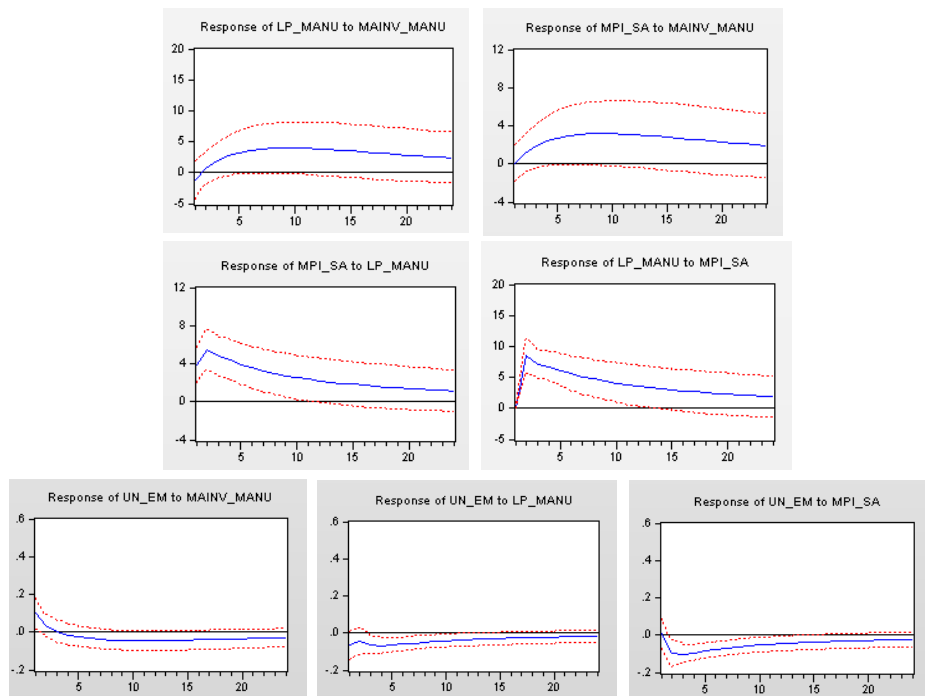 Response of LP_MANU to MAINV_MANU
20
15
10
5
0
-5
5 10 15 20
Response of MPI_SA to MAINV_MANU
12
8
4
0
-4
5 10 15 20
Response of MPI_SA to LP_MANU
12
8
4
0
-4
5 10 15 20
Response of LP_MANU to MPI_SA
20
15
10
5
0
-5
5 10 15 20
Response of UN_EM to MAINV_MANU
.6
.4
.2
.0
-.2
5 10 15 20
Response of UN_EM to LP_MANU
.6
.4
.2
.0
-.2
5 10 15 20
Response of UN_EM to MPI_SA
.6
.4
.2
.0
-.2
5 10 15 20